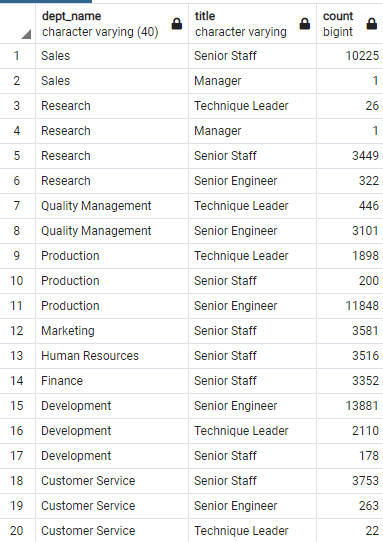 dept_name title count
character varying (40) character varying bigint
1 Sales Senior Staff 10225
2 Sales Manager 1
3 Research Technique Leader 26
4 Research Manager 1
5 Research Senior Staff 3449
6 Research Senior Engineer 322
7 Quality Management Technique Leader 446
8 Quality Management Senior Engineer 3101
9 Production Technique Leader 1898
10 Production Senior Staff 200
11 Production Senior Engineer 11848
12 Marketing Senior Staff 3581
13 Human Resources Senior Staff 3516
14 Finance Senior Staff 3352
15 Development Senior Engineer 13881
16 Development Technique Leader 2110
17 Development Senior Staff 178
18 Customer Service Senior Staff 3753
19 Customer Service Senior Engineer 263
20 Customer Service Technique Leader 22